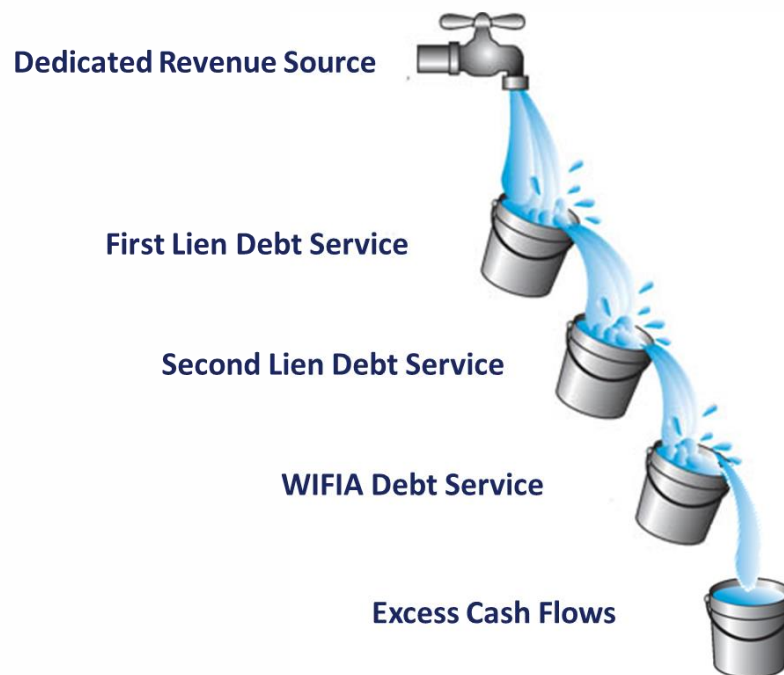 Dedicated Revenue Source
First Lien Debt Service
Second Lien Debt Service
WIFIA Debt Service
Excess Cash Flows